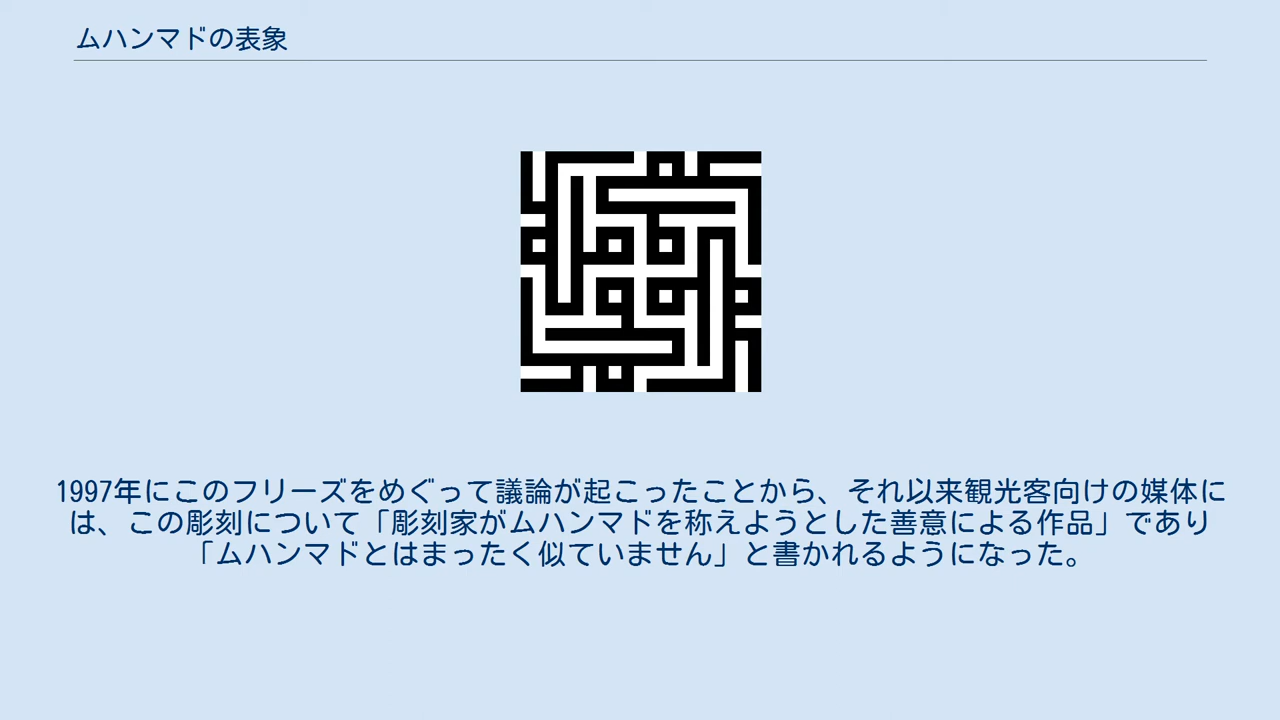 ムハンマドの表象
1997年にこのフリーズをめぐって議論が起こったことから、それ以来観光客向けの媒体に
は、この彫刻について「彫刻家がムハンマドを称えようとした善意による作品」であり
「ムハンマドとはまったく似ていません」と書かれるようになった。